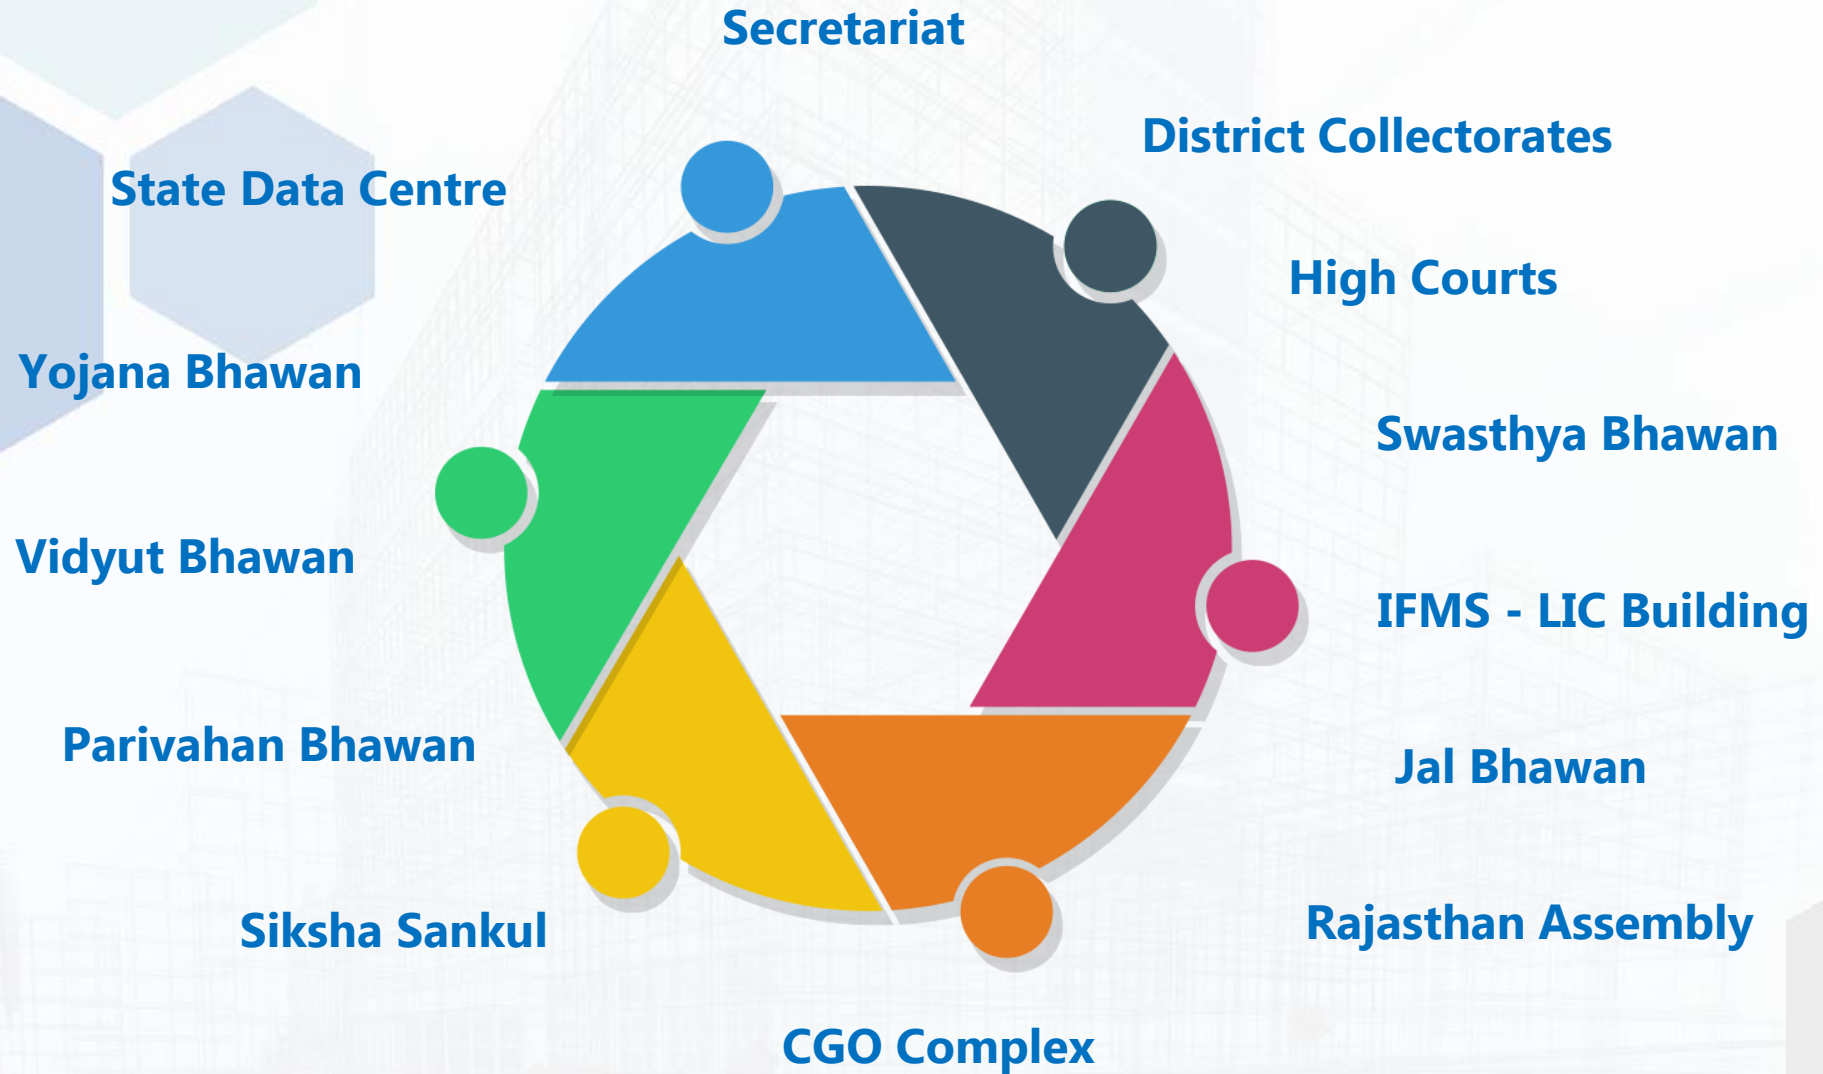 Secretariat
District Collectorates
State Data Centre
High Courts
Yojana Bhawan
Swasthya Bhawan
Vidyut Bhawan
IFMS - LIC Building
Parivahan Bhawan
Jal Bhawan
Siksha Sankul
Rajasthan Assembly
CGO Complex